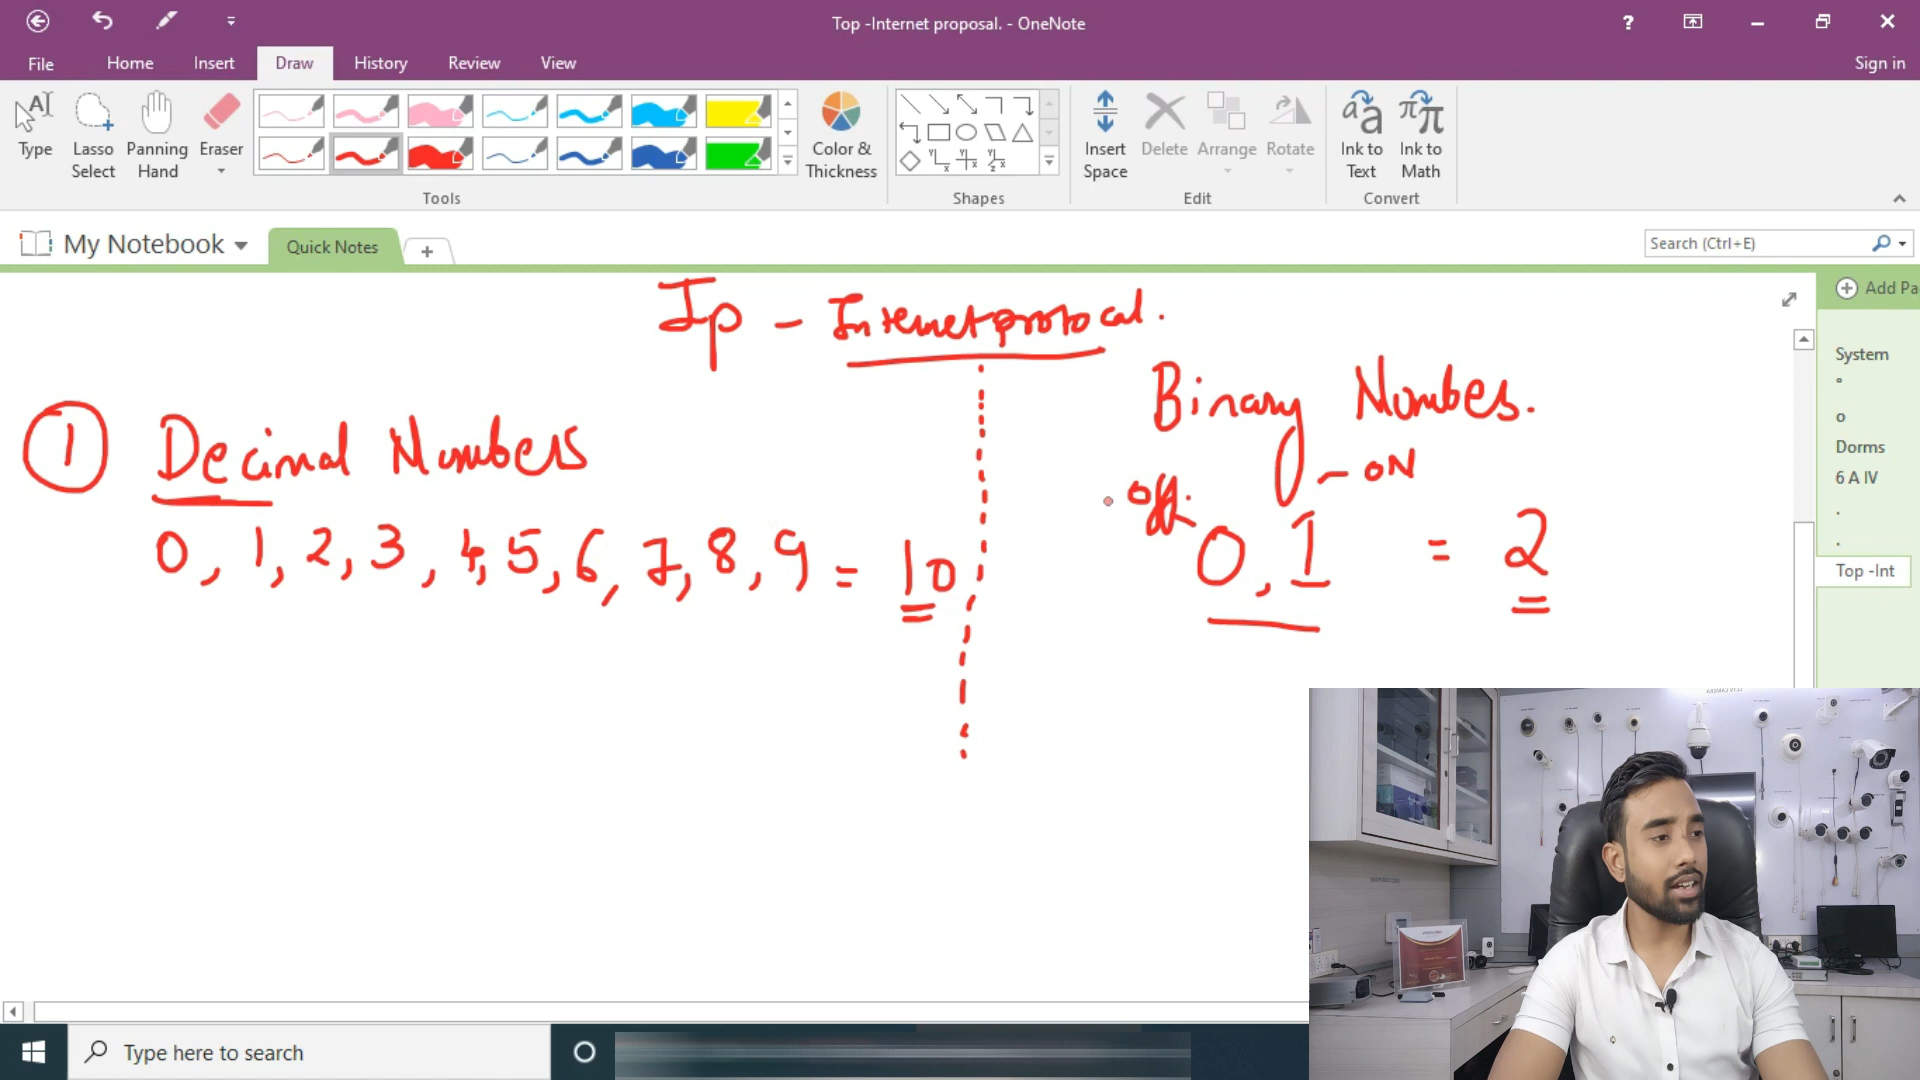 Top -Internet proposal. - OneNote
File Home Insert Draw History Review View Sign in
Type
Lasso Select
Panning Hand
Eraser
Color & Thickness
Insert Space
Delete
Arrange
Rotate
Ink to Text
Ink to Math
Tools Shapes Edit Convert
My Notebook Quick Notes
Search (Ctrl+E)
Add Pa
Ip - Internet protocal.
Binary Numbes.
1 Decimal Numbers
- ON
off.
0, 1, 2, 3, 4, 5, 6, 7, 8, 9 = 10
0, 1 = 2
System
Dorms
6 A IV
Top -Int
Type here to search